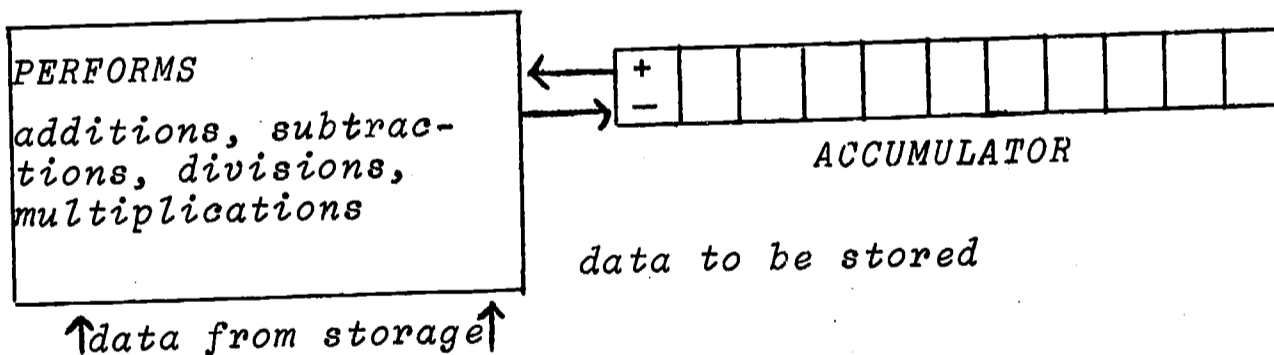 PERFORMS
additions, subtrac-
tions, divisions,
multiplications
+
—
ACCUMULATOR
data to be stored
↑data from storage↑